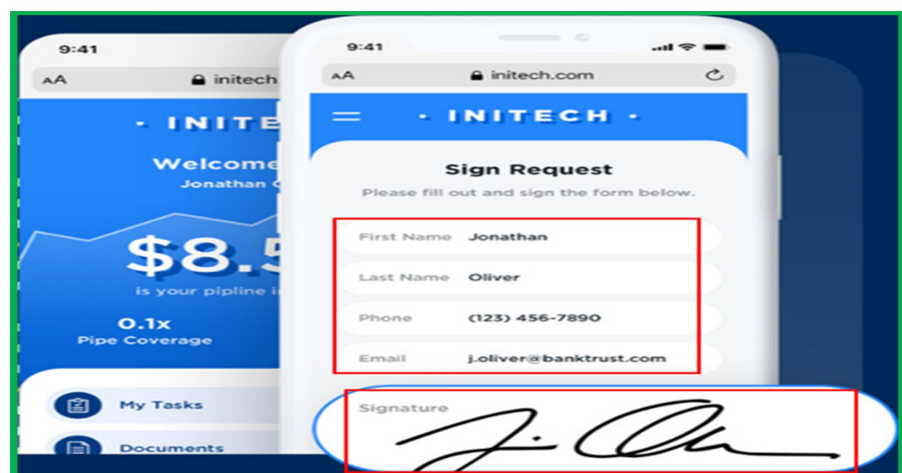 9:41
AA initech
· INITE
Welcome
Jonathan
$8.5
is your pipline i
0.1x
Pipe Coverage
My Tasks
Documents
9:41
AA initech.com
· INITECH ·
Sign Request
Please fill out and sign the form below.
First Name Jonathan
Last Name Oliver
Phone (123) 456-7890
Email j.oliver@banktrust.com
Signature